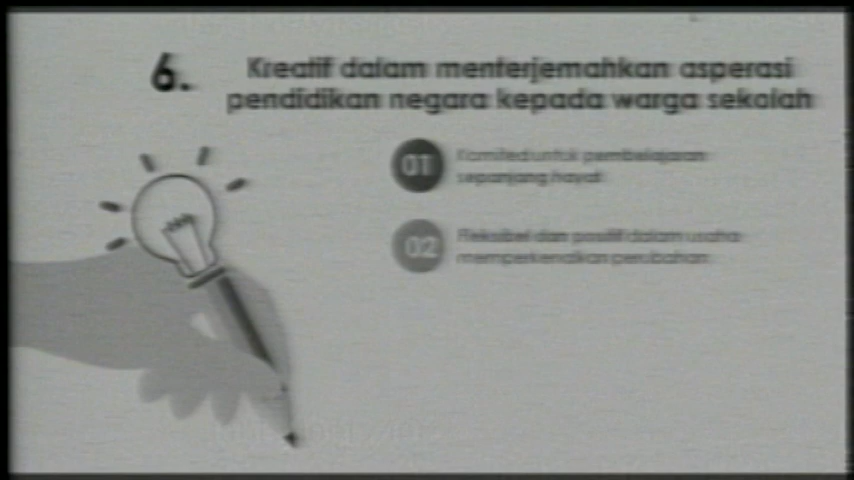 6.
Kreatif dalam menterjemahkan asperasi
pendidikan negara kepada warga sekolah
01
Komited untuk pembelajaran
sepanjang hayat
02
Fleksibel dan positif dalam usaha
memperkenalkan perubahan